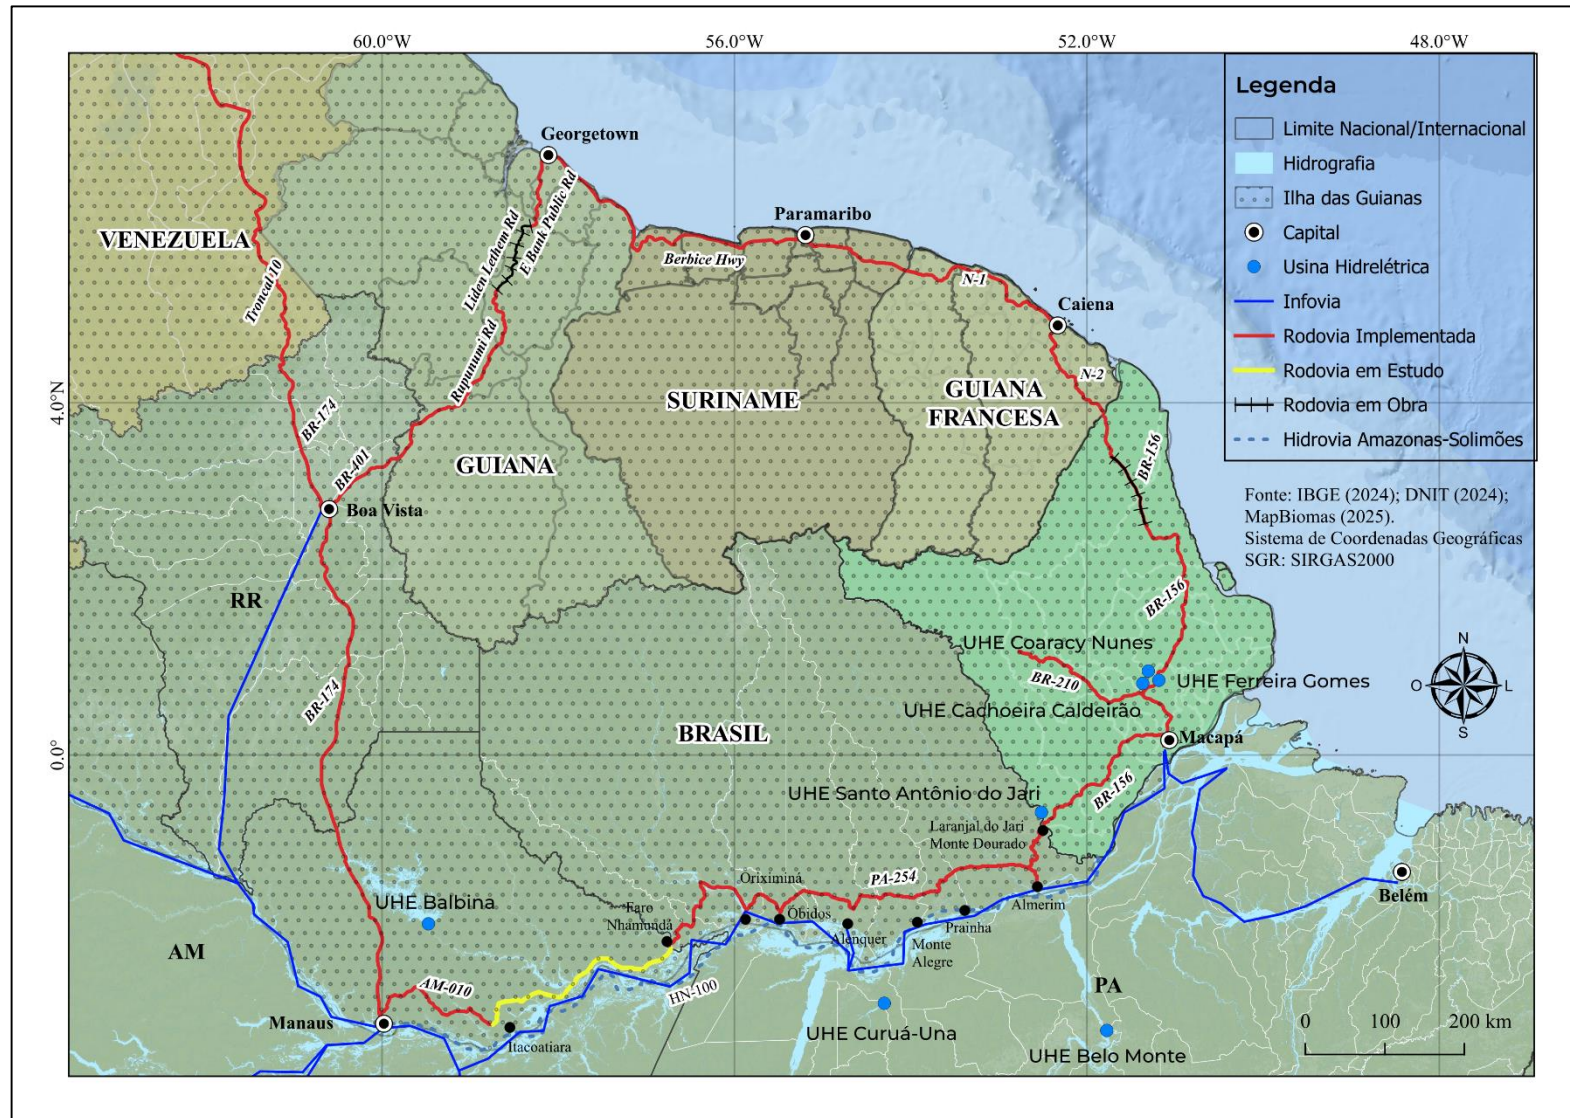 60.0°W
56.0°W
52.0°W
48.0°W
4.0°N
0.0°
Legenda
Limite Nacional/Internacional
Hidrografia
Ilha das Guianas
Capital
Usina Hidrelétrica
Infovia
Rodovia Implementada
Rodovia em Estudo
Rodovia em Obra
Hidrovia Amazonas-Solimões
Fonte: IBGE (2024); DNIT (2024);
MapBiomas (2025).
Sistema de Coordenadas Geográficas
SGR: SIRGAS2000
N
O
L
S
0 100 200 km
Georgetown
VENEZUELA
Troncal 10
Liden Lethem Rd
E Bank Public Rd
Rupunumi Rd
Paramaribo
Berbice Hwy
N-1
Caiena
N-2
SURINAME
GUIANA
FRANCESA
GUIANA
BR-174
BR-401
Boa Vista
BR-156
RR
BR-174
BRASIL
BR-156
UHE Coaracy Nunes
BR-210
UHE Ferreira Gomes
UHE Cachoeira Caldeirão
Macapá
BR-156
UHE Santo Antônio do Jari
Laranjal do Jari
Monte Dourado
PA-254
Oriximiná
Óbidos
Almerim
Prainha
Alenquer
Monte
Alegre
Faro
Nhamundá
HN-100
UHE Balbina
AM
AM-010
Manaus
Itacoatiara
Belém
PA
UHE Curuá-Una
UHE Belo Monte